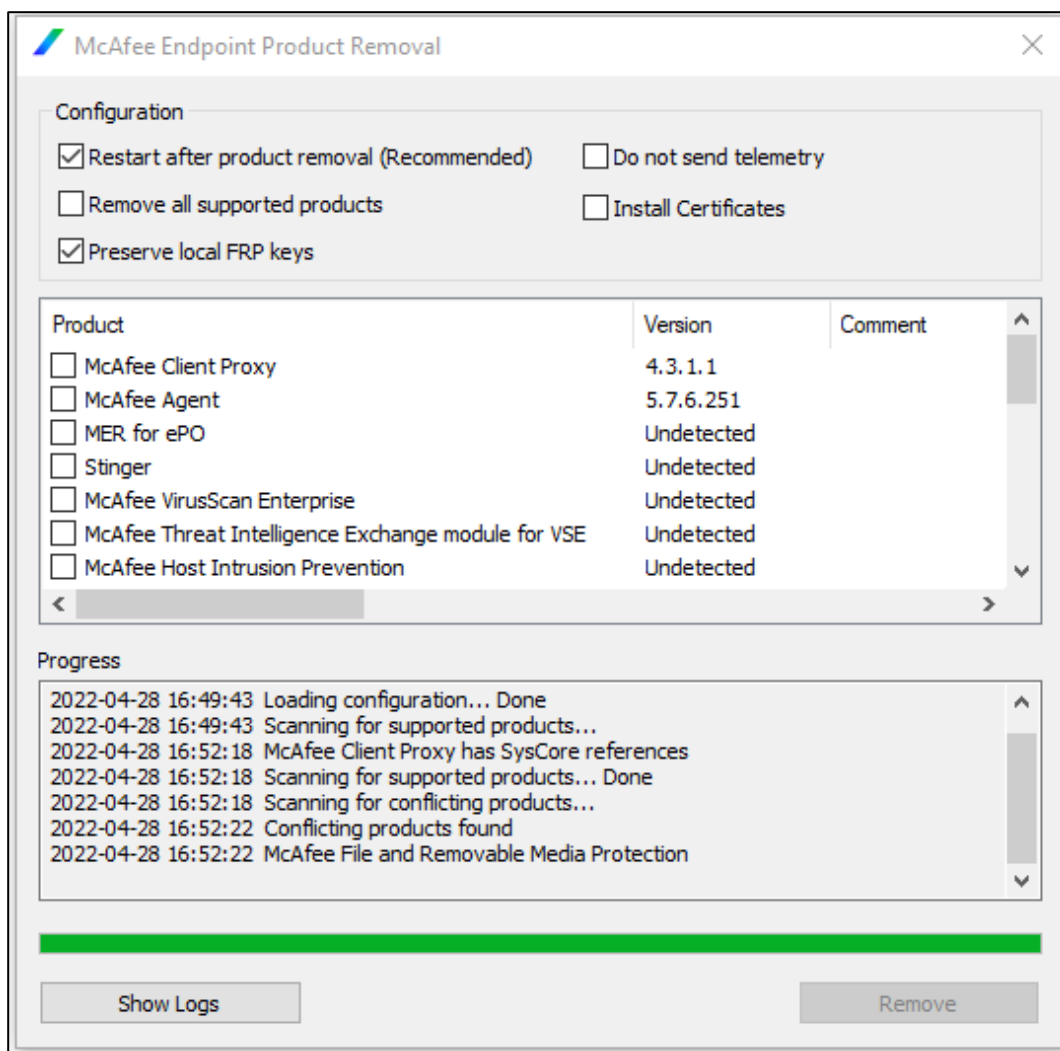 McAfee Endpoint Product Removal
Configuration
Restart after product removal (Recommended) Do not send telemetry
Remove all supported products Install Certificates
Preserve local FRP keys
Product Version Comment
McAfee Client Proxy 4.3.1.1
McAfee Agent 5.7.6.251
MER for ePO Undetected
Stinger Undetected
McAfee VirusScan Enterprise Undetected
McAfee Threat Intelligence Exchange module for VSE Undetected
McAfee Host Intrusion Prevention Undetected
Progress
2022-04-28 16:49:43 Loading configuration... Done
2022-04-28 16:49:43 Scanning for supported products...
2022-04-28 16:52:18 McAfee Client Proxy has SysCore references
2022-04-28 16:52:18 Scanning for supported products... Done
2022-04-28 16:52:18 Scanning for conflicting products...
2022-04-28 16:52:22 Conflicting products found
2022-04-28 16:52:22 McAfee File and Removable Media Protection
Show Logs Remove